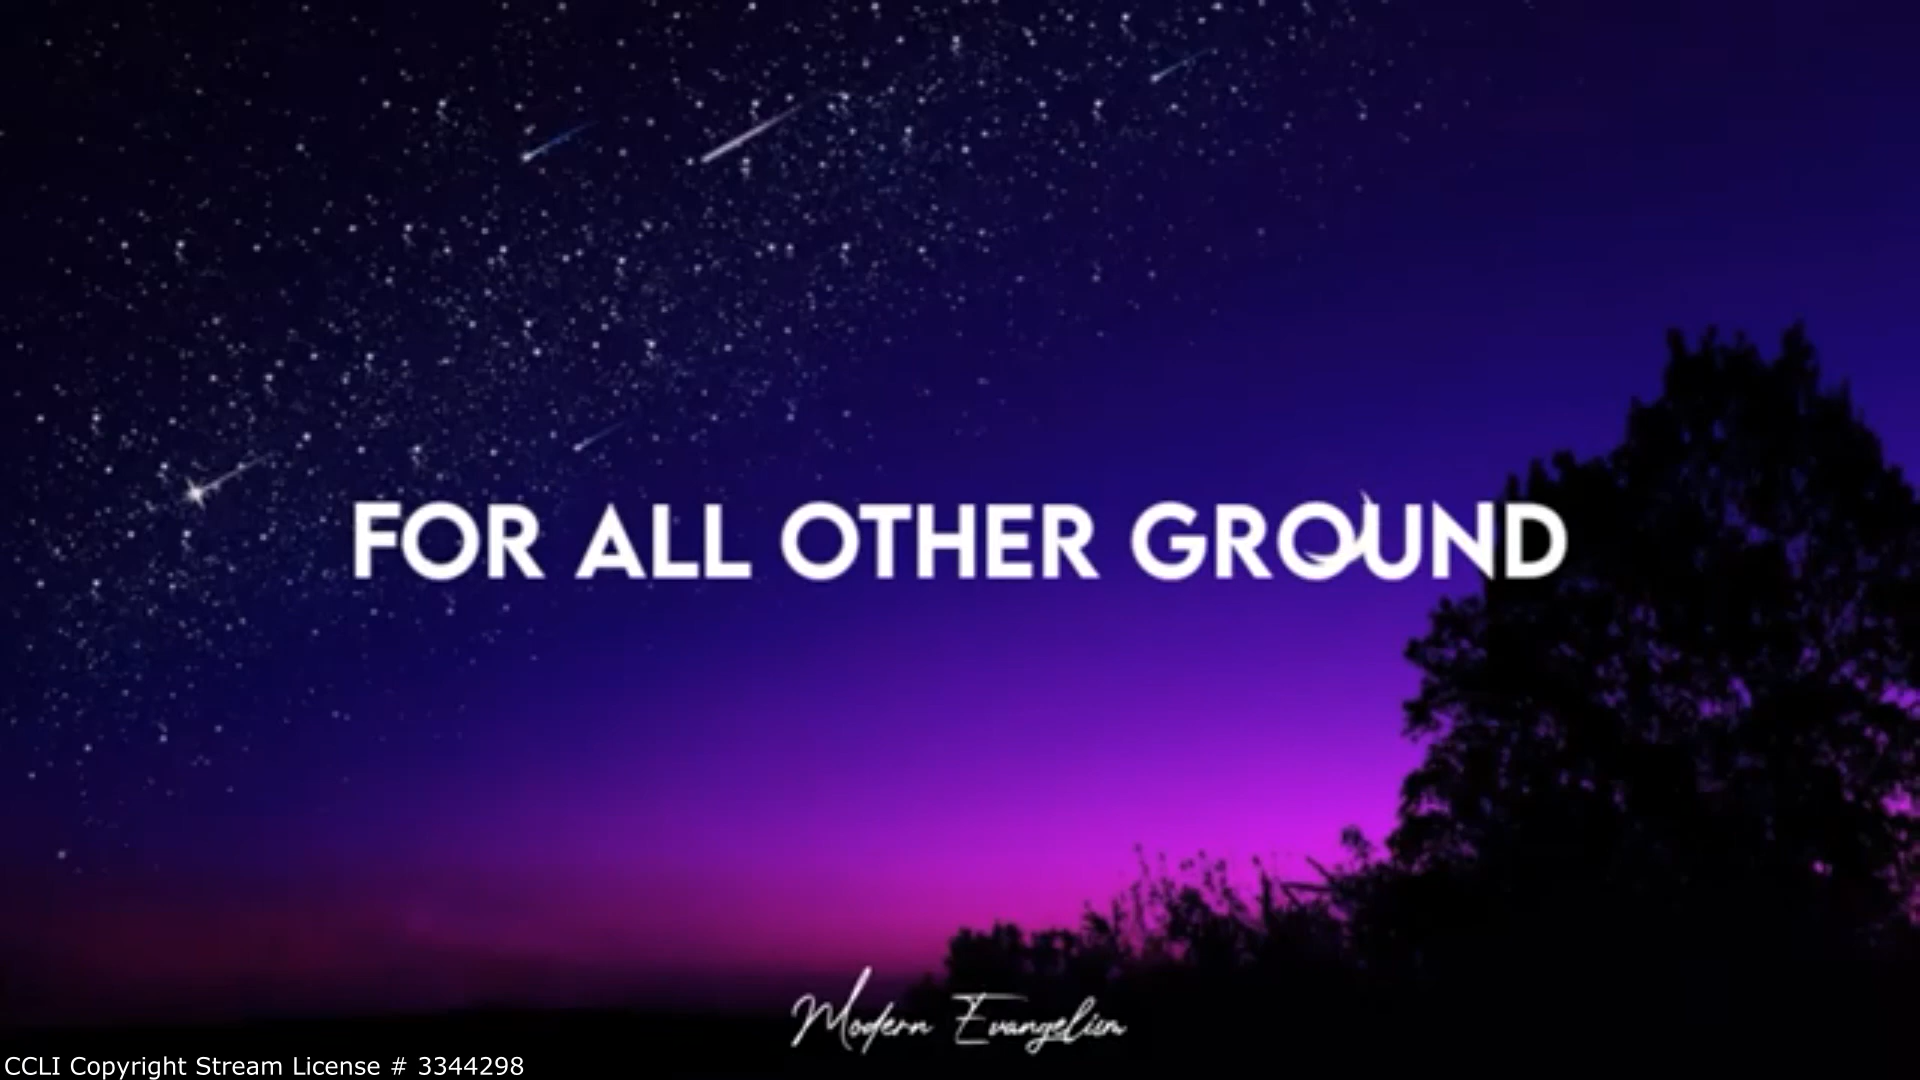 FOR ALL OTHER GROUND
Modern Evangelism
CCLI Copyright Stream License # 3344298